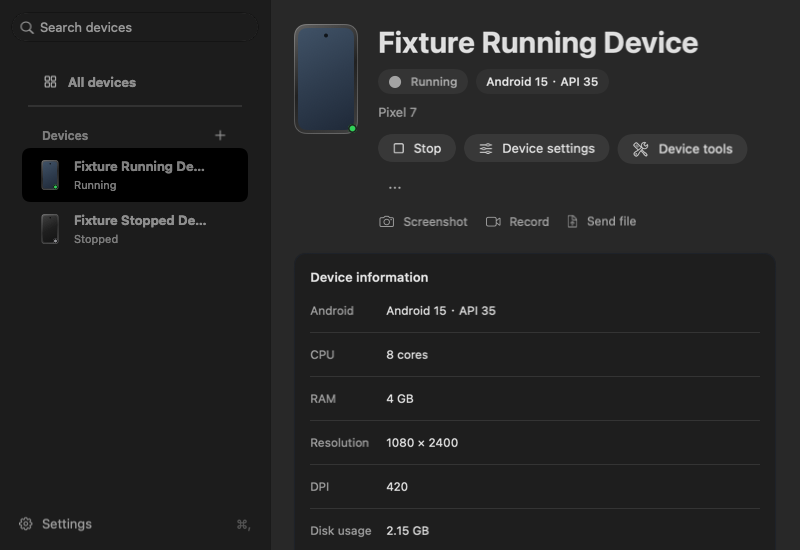 Search devices
All devices
Devices
Fixture Running De...
Running
Fixture Stopped De...
Stopped
Settings
⌘,
Fixture Running Device
Running
Android 15 · API 35
Pixel 7
Stop
Device settings
Device tools
...
Screenshot
Record
Send file
Device information
Android Android 15 · API 35
CPU 8 cores
RAM 4 GB
Resolution 1080 × 2400
DPI 420
Disk usage 2.15 GB